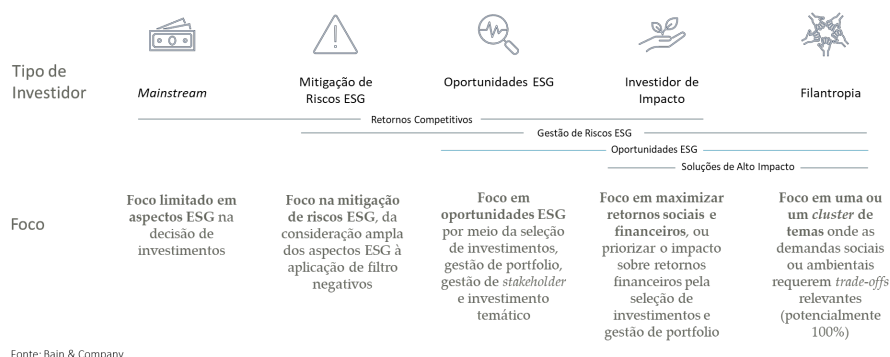 Tipo de
Investidor
Mainstream
Mitigação de
Riscos ESG
Oportunidades ESG
Investidor de
Impacto
Filantropia
Retornos Competitivos
Gestão de Riscos ESG
Oportunidades ESG
Soluções de Alto Impacto
Foco
Foco limitado em
aspectos ESG na
decisão de
investimentos
Foco na mitigação
de riscos ESG, da
consideração ampla
dos aspectos ESG à
aplicação de filtro
negativos
Foco em
oportunidades ESG
por meio da seleção
de investimentos,
gestão de portfolio,
gestão de stakeholder
e investimento
temático
Foco em maximizar
retornos sociais e
financeiros, ou
priorizar o impacto
sobre retornos
financeiros pela
seleção de
investimentos e
gestão de portfolio
Foco em uma ou
um cluster de
temas onde as
demandas sociais
ou ambientais
requerem trade-offs
relevantes
(potencialmente
100%)
Fonte: Bain & Company